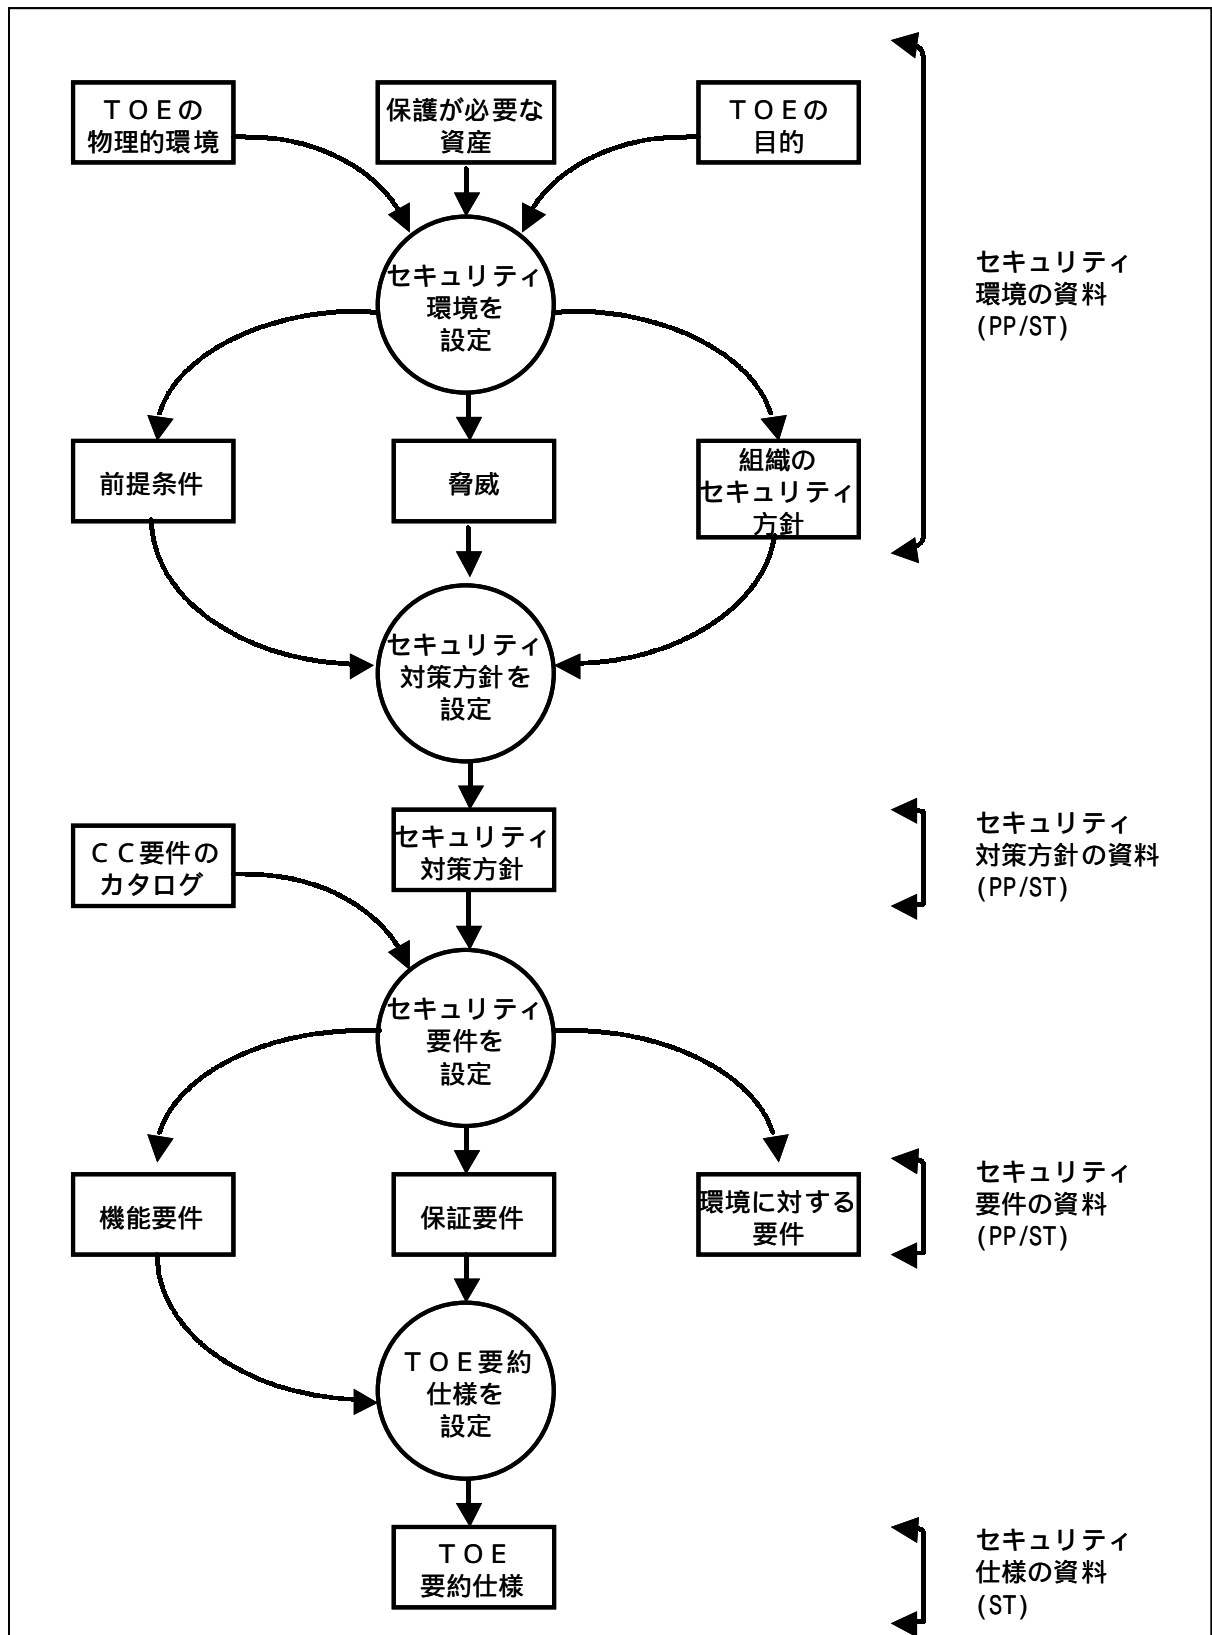 ＴＯＥの
物理的環境
保護が必要な
資産
ＴＯＥの
目的
セキュリティ
環境を
設定
セキュリティ
環境の資料
(PP/ST)
前提条件
脅威
組織の
セキュリティ
方針
セキュリティ
対策方針を
設定
ＣＣ要件の
カタログ
セキュリティ
対策方針
セキュリティ
対策方針の資料
(PP/ST)
セキュリティ
要件を
設定
機能要件
保証要件
環境に対する
要件
セキュリティ
要件の資料
(PP/ST)
ＴＯＥ要約
仕様を
設定
ＴＯＥ
要約仕様
セキュリティ
仕様の資料
(ST)